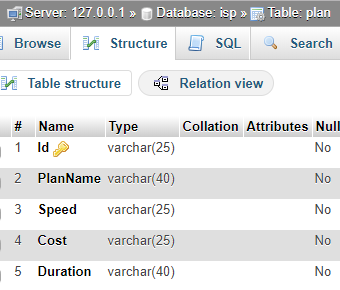 Server: 127.0.0.1 » Database: isp » Table: plan
Browse Structure SQL Search
Table structure Relation view
# Name Type Collation Attributes Null
1 Id varchar(25) No
2 PlanName varchar(40) No
3 Speed varchar(25) No
4 Cost varchar(25) No
5 Duration varchar(40) No